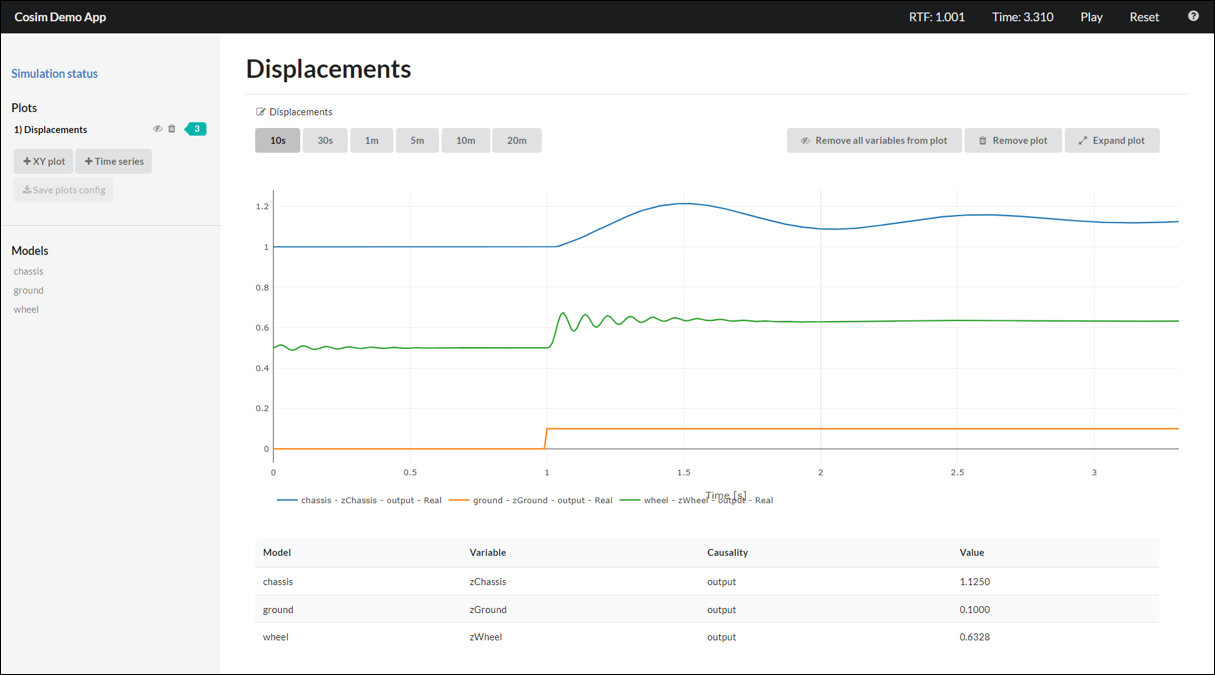 Cosim Demo App RTF: 1.001 Time: 3.310 Play Reset ?
Simulation status
Plots
1) Displacements 3
XY plot Time series
Save plots config
Models
chassis
ground
wheel
Displacements
Displacements
10s 30s 1m 5m 10m 20m Remove all variables from plot Remove plot Expand plot
1.2
1
0.8
0.6
0.4
0.2
0
0 0.5 1 1.5 2 2.5 3
Time [s]
chassis - zChassis - output - Real ground - zGround - output - Real wheel - zWheel - output - Real
Model Variable Causality Value
chassis zChassis output 1.1250
ground zGround output 0.1000
wheel zWheel output 0.6328